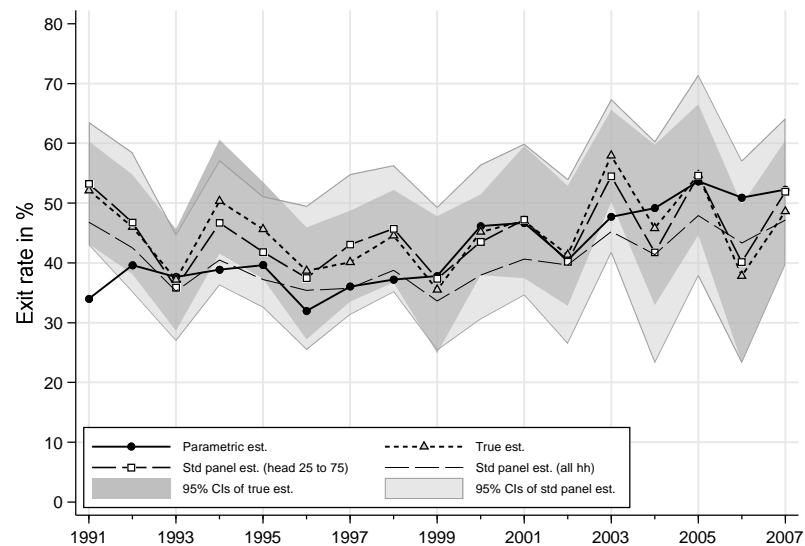 80
70
60
50
40
30
20
10
0
Exit rate in %
Parametric est.
True est.
Std panel est. (head 25 to 75)
Std panel est. (all hh)
95% CIs of true est.
95% CIs of std panel est.
1991 1993 1995 1997 1999 2001 2003 2005 2007